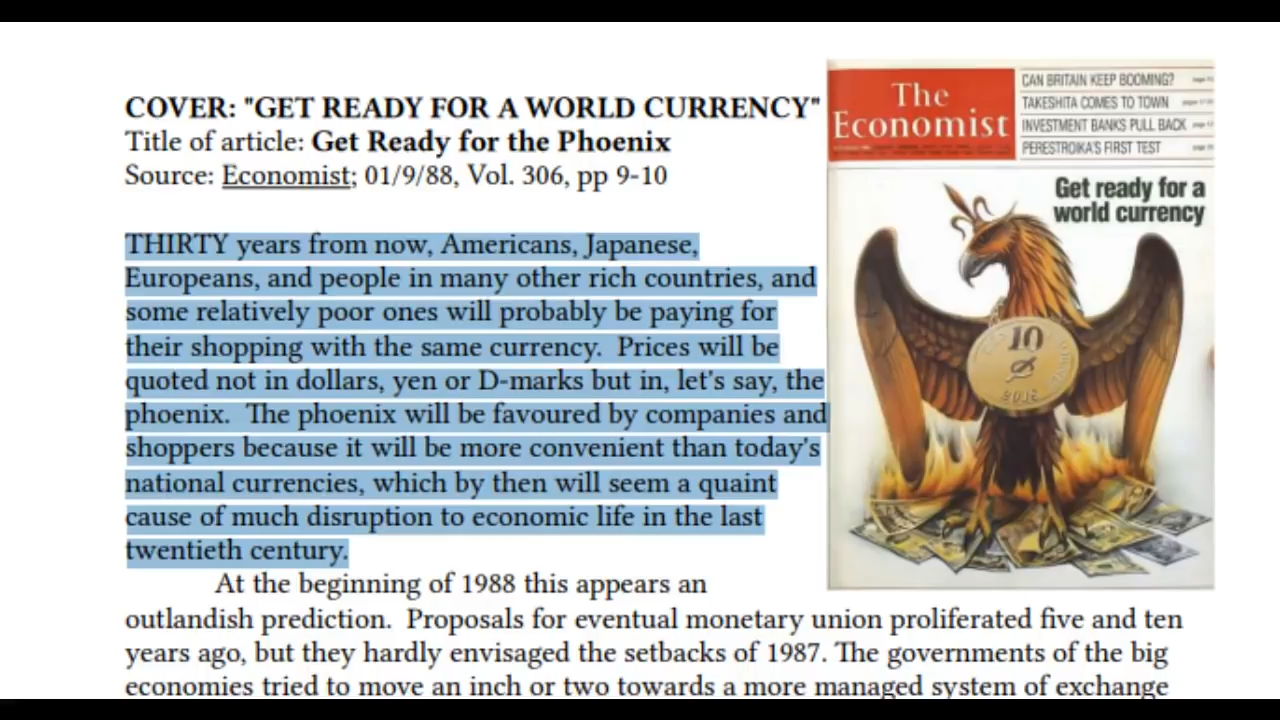 COVER: "GET READY FOR A WORLD CURRENCY"
Title of article: Get Ready for the Phoenix
Source: Economist; 01/9/88, Vol. 306, pp 9-10
THIRTY years from now, Americans, Japanese,
Europeans, and people in many other rich countries, and
some relatively poor ones will probably be paying for
their shopping with the same currency.  Prices will be
quoted not in dollars, yen or D-marks but in, let's say, the
phoenix.  The phoenix will be favoured by companies and
shoppers because it will be more convenient than today's
national currencies, which by then will seem a quaint
cause of much disruption to economic life in the last
twentieth century.
At the beginning of 1988 this appears an
outlandish prediction.  Proposals for eventual monetary union proliferated five and ten
years ago, but they hardly envisaged the setbacks of 1987. The governments of the big
economies tried to move an inch or two towards a more managed system of exchange
The
Economist
CAN BRITAIN KEEP BOOMING?
TAKESHITA COMES TO TOWN
INVESTMENT BANKS PULL BACK
PERESTROIKA'S FIRST TEST
Get ready for a
world currency
10
2018